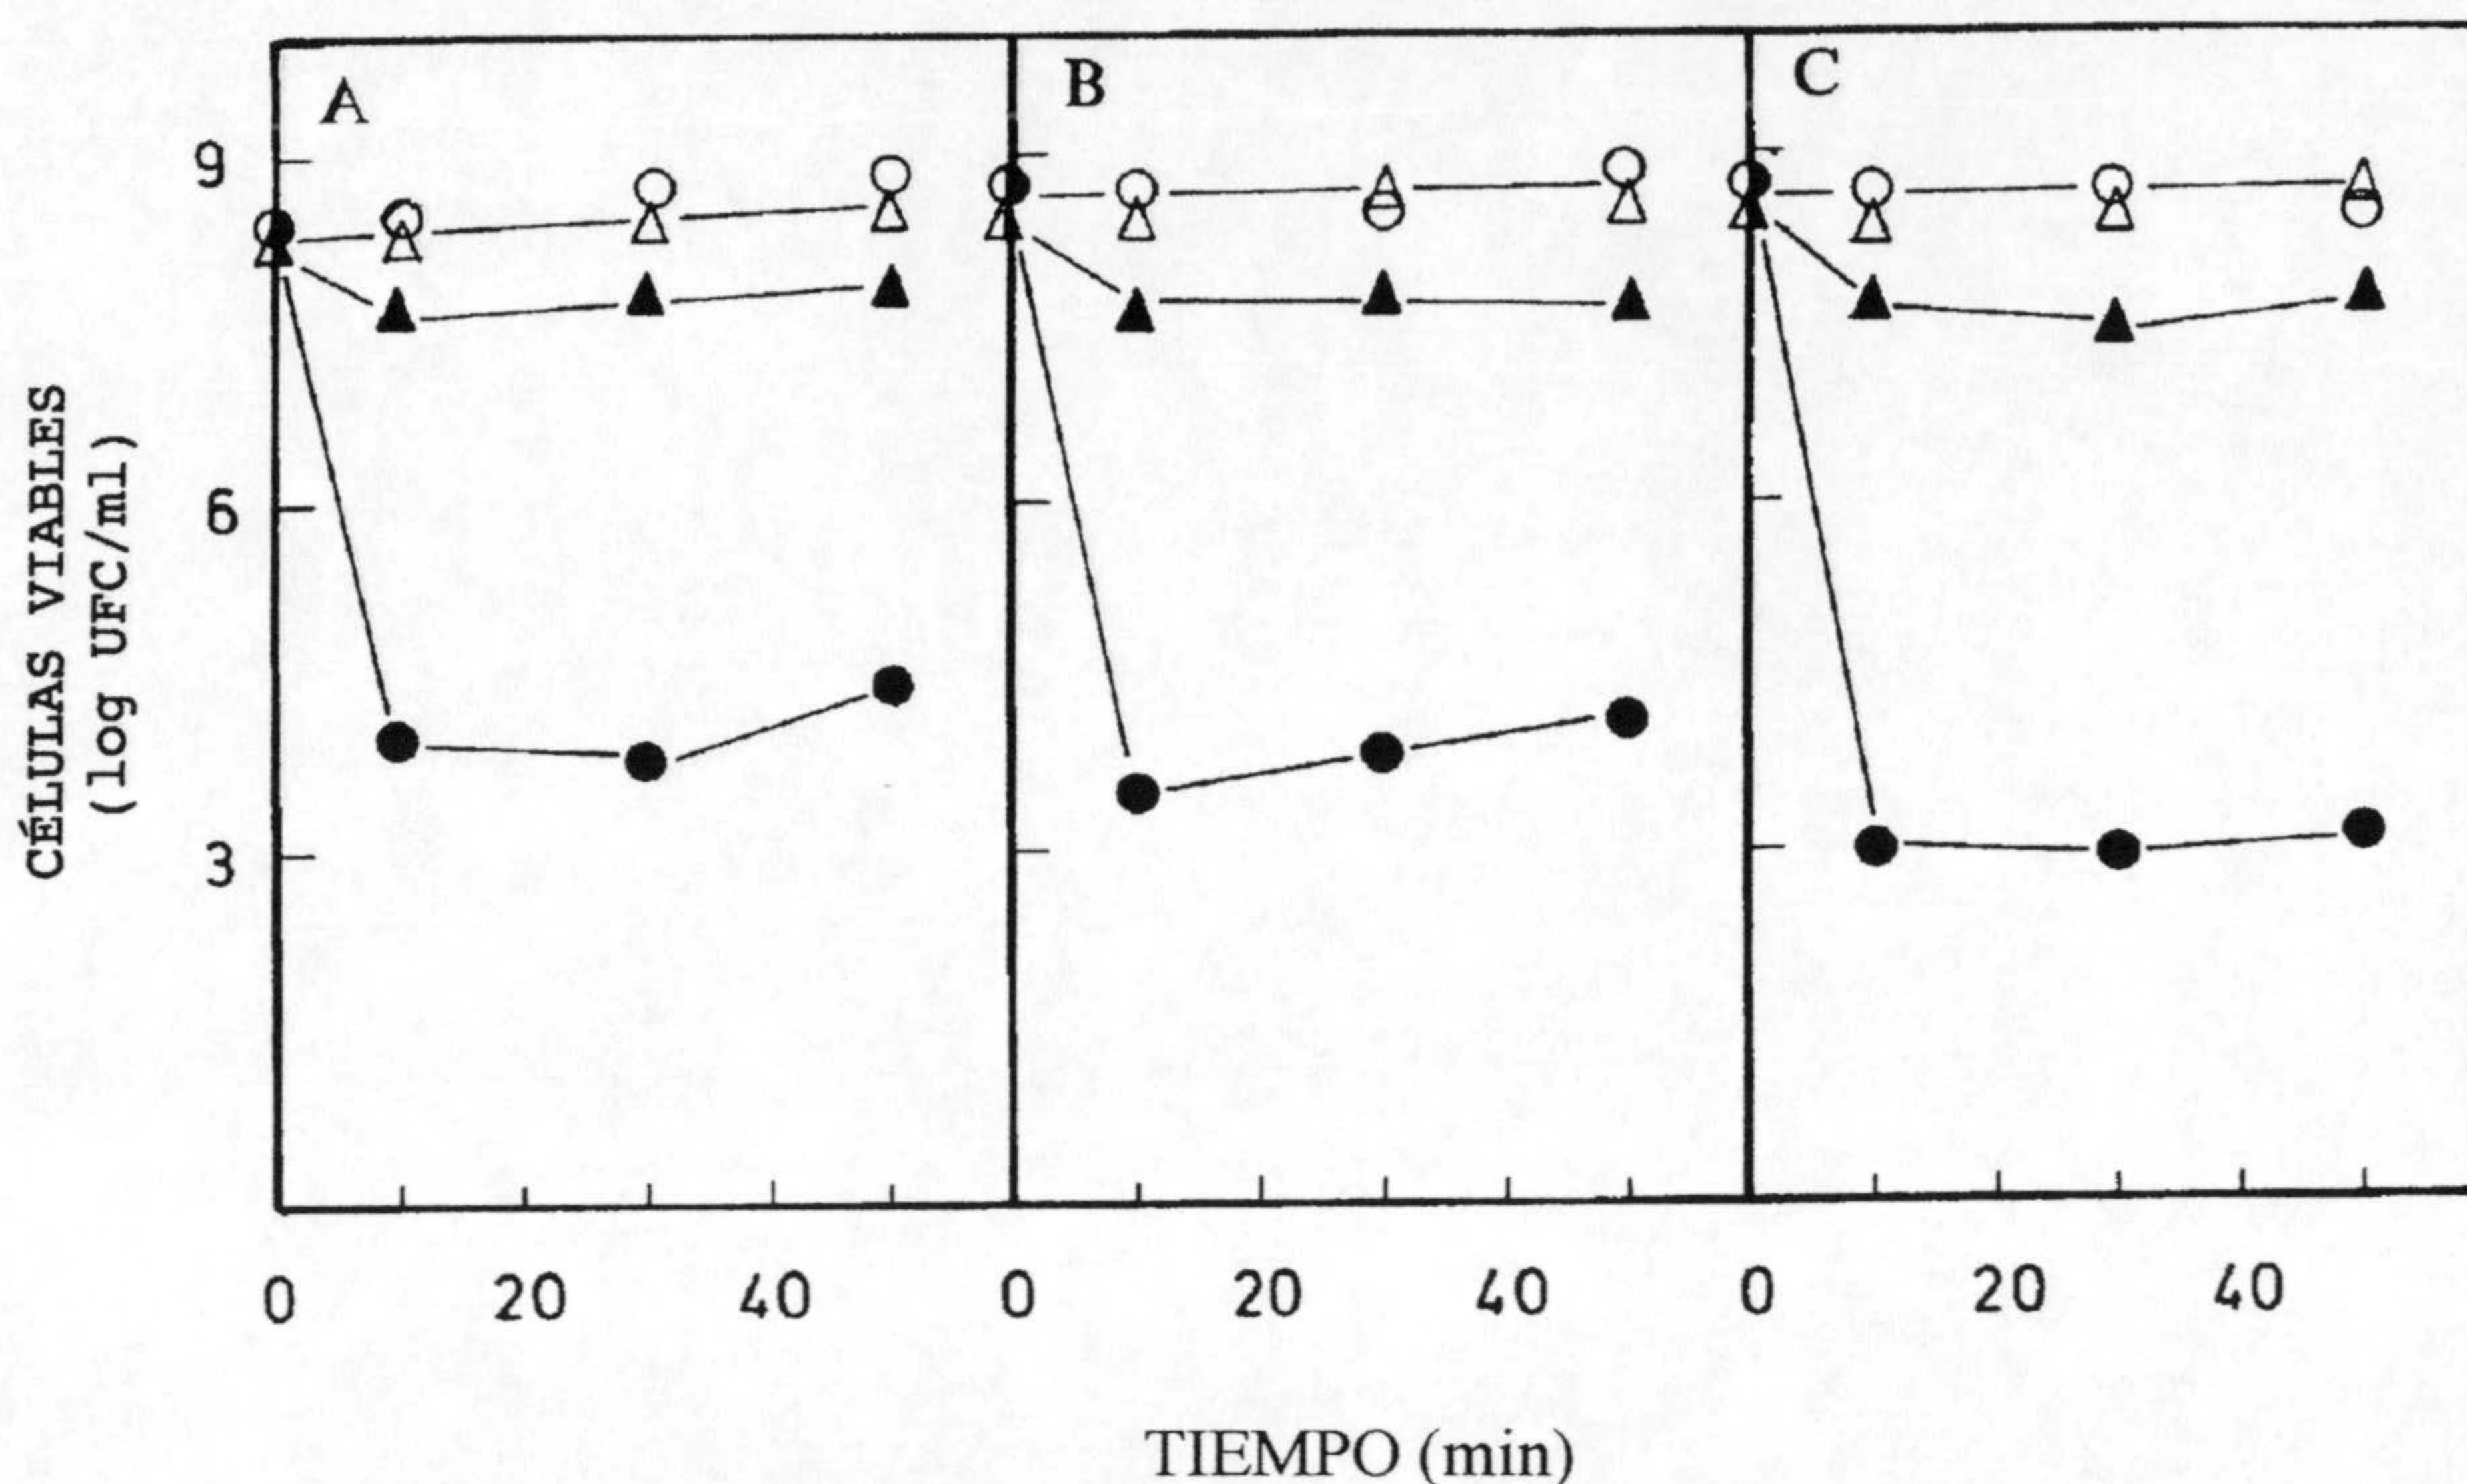 A B C
9
6
3
CÉLULAS VIABLES
(log UFC/ml)
0 20 40 0 20 40 0 20 40
TIEMPO (min)